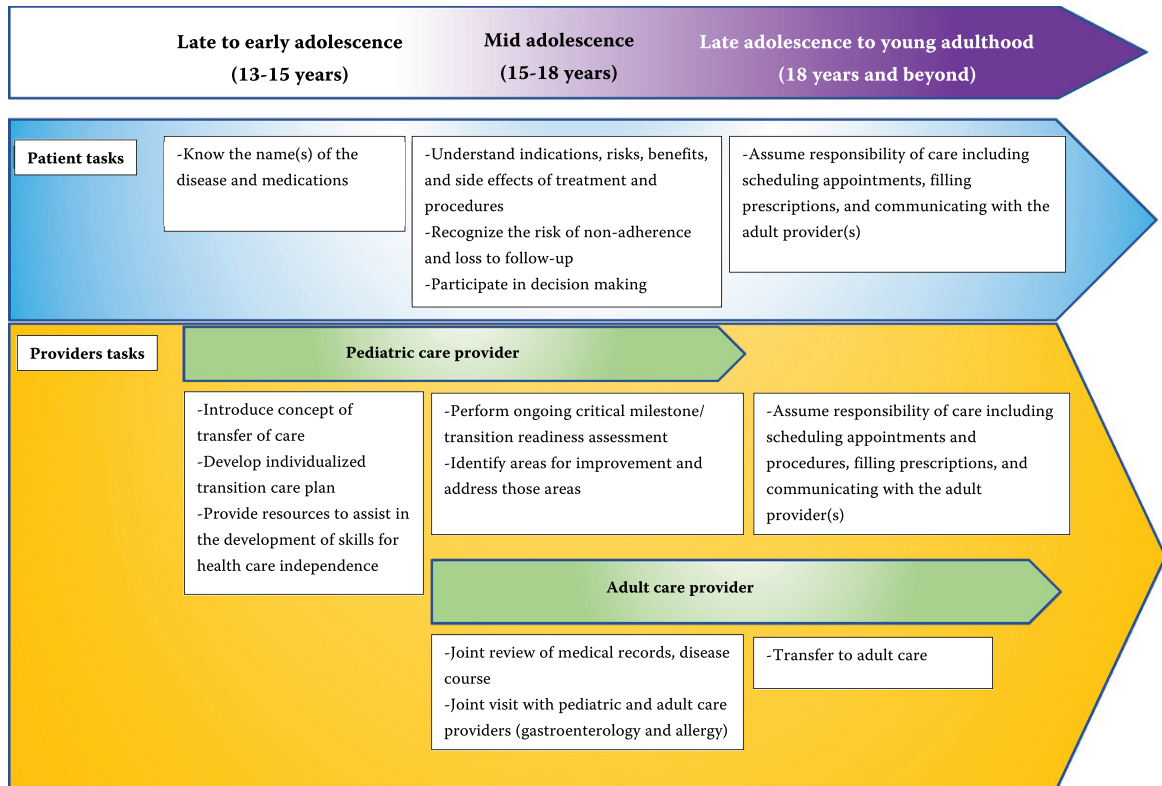 Late to early adolescence
(13-15 years)
Mid adolescence
(15-18 years)
Late adolescence to young adulthood
(18 years and beyond)
Patient tasks
-Know the name(s) of the
disease and medications
-Understand indications, risks, benefits,
and side effects of treatment and
procedures
-Recognize the risk of non-adherence
and loss to follow-up
-Participate in decision making
-Assume responsibility of care including
scheduling appointments, filling
prescriptions, and communicating with the
adult provider(s)
Providers tasks
Pediatric care provider
-Introduce concept of
transfer of care
-Develop individualized
transition care plan
-Provide resources to assist in
the development of skills for
health care independence
-Perform ongoing critical milestone/
transition readiness assessment
-Identify areas for improvement and
address those areas
-Assume responsibility of care including
scheduling appointments and
procedures, filling prescriptions, and
communicating with the adult
provider(s)
Adult care provider
-Joint review of medical records, disease
course
-Joint visit with pediatric and adult care
providers (gastroenterology and allergy)
-Transfer to adult care